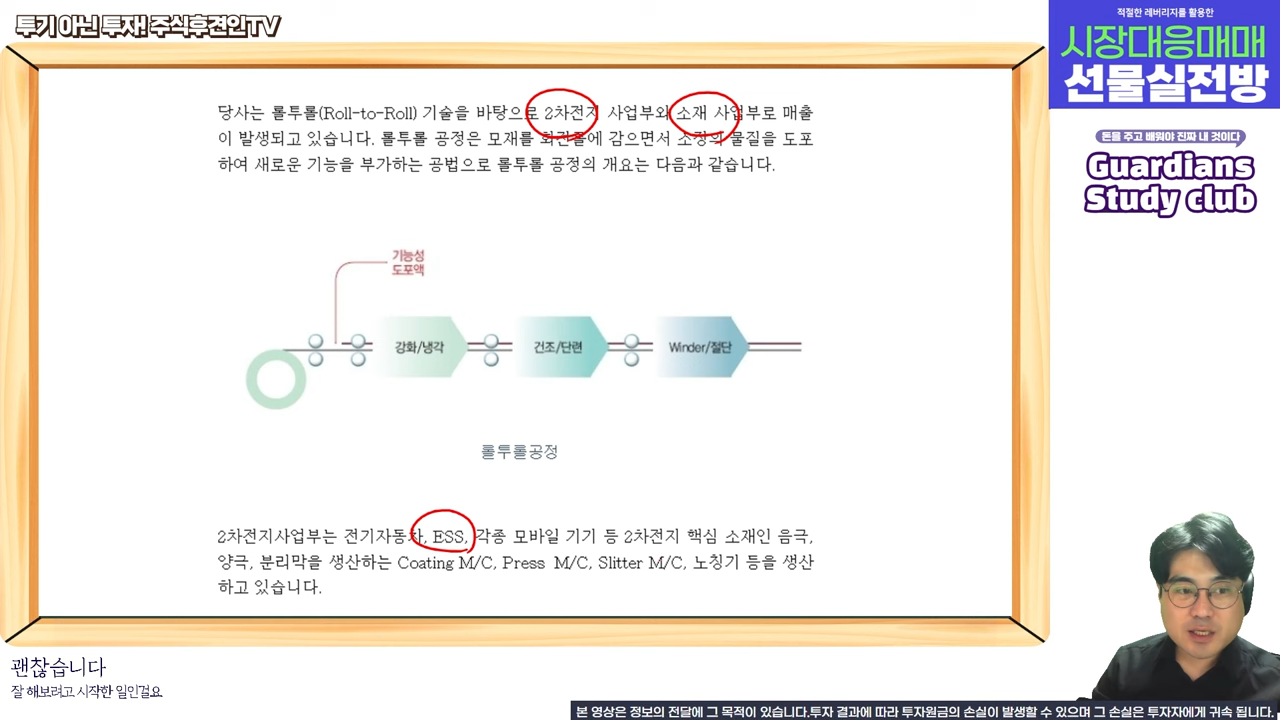 투기 아닌 투재! 주식후견인TV
적절한 레버리지를 활용한
시장대응매매
선물실전방
돈을 주고 배워야 진짜 내 것이다
Guardians
Study club
당사는 롤투롤(Roll-to-Roll) 기술을 바탕으로 2차전지 사업부와 소재 사업부로 매출
이 발생되고 있습니다. 롤투롤 공정은 모재를 회전롤에 감으면서 소정의 물질을 도포
하여 새로운 기능을 부가하는 공법으로 롤투롤 공정의 개요는 다음과 같습니다.
기능성
도포액
강화/냉각
건조/단련
Winder/절단
롤투롤공정
2차전지사업부는 전기자동차, ESS, 각종 모바일 기기 등 2차전지 핵심 소재인 음극,
양극, 분리막을 생산하는 Coating M/C, Press M/C, Slitter M/C, 노칭기 등을 생산
하고 있습니다.
괜찮습니다
잘 해보려고 시작한 일인걸요
본 영상은 정보의 전달에 그 목적이 있습니다.투자 결과에 따라 투자원금의 손실이 발생할 수 있으며 그 손실은 투자자에게 귀속 됩니다.